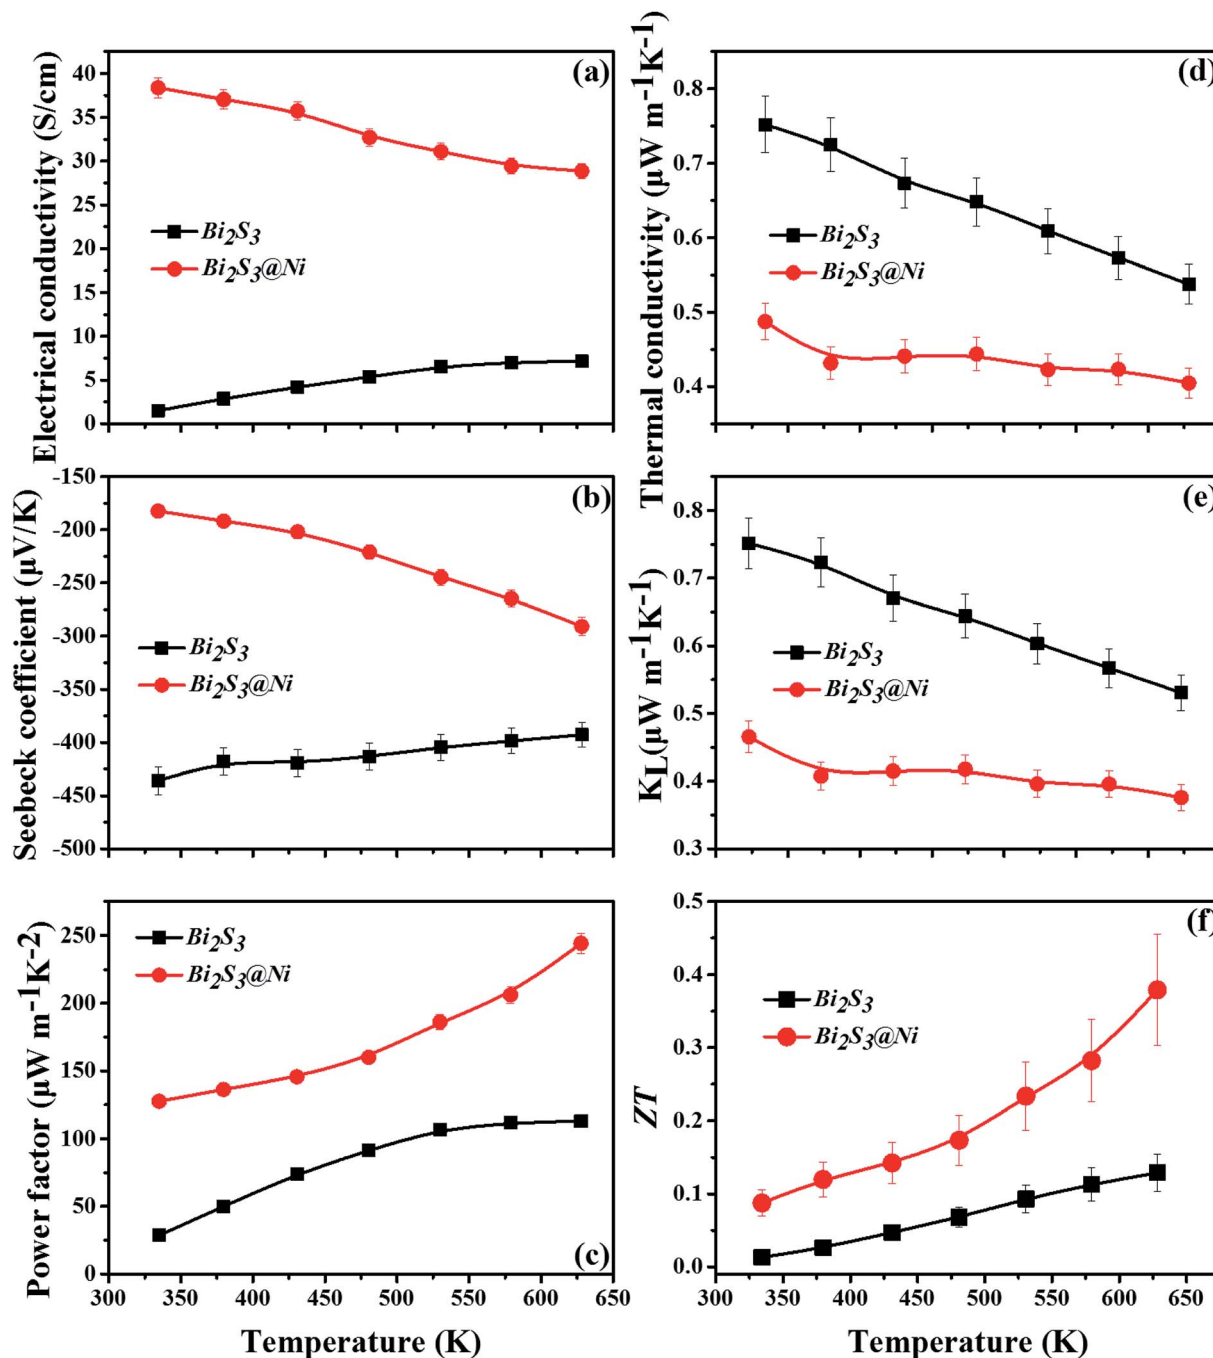 Electrical conductivity (S/cm)
40
35
30
25
20
15
10
5
0
(a)
Bi2S3
Bi2S3@Ni
Thermal conductivity (µW m-1K-1)
0.8
0.7
0.6
0.5
0.4
(d)
Bi2S3
Bi2S3@Ni
Seebeck coefficient (µV/K)
-150
-200
-250
-300
-350
-400
-450
-500
(b)
Bi2S3
Bi2S3@Ni
KL(µW m-1K-1)
0.8
0.7
0.6
0.5
0.4
0.3
(e)
Bi2S3
Bi2S3@Ni
Power factor (µW m-1K-2)
250
200
150
100
50
0
Bi2S3
Bi2S3@Ni
(c)
300 350 400 450 500 550 600 650
Temperature (K)
ZT
0.5
0.4
0.3
0.2
0.1
0.0
(f)
Bi2S3
Bi2S3@Ni
300 350 400 450 500 550 600 650
Temperature (K)